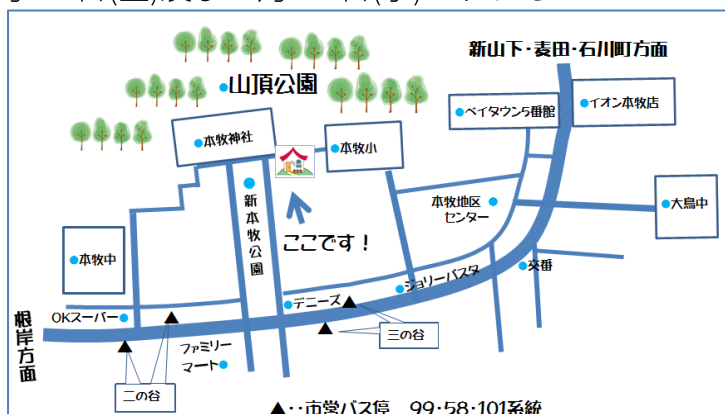 新山下・麦田・石川町方面
山頂公園
ベイタウン5番館
イオン本牧店
本牧神社
本牧小
新本牧公園
ここです！
本牧地区
センター
大鳥中
本牧中
ジョリーパスタ
交番
デニーズ
OKスーパー
三の谷
根岸方面
ファミリー
マート
二の谷
▲・・市営バス停 99・58・101系統